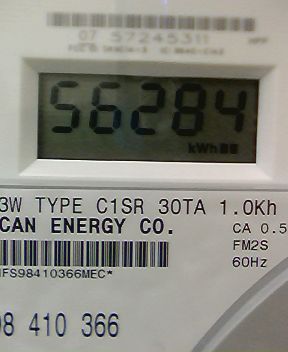 07 57245311
56284
kWh
3W TYPE C1SR 30TA 1.0Kh
CAN ENERGY CO.
CA 0.5
FM2S
IFS98410366MEC*
60Hz
98 410 366